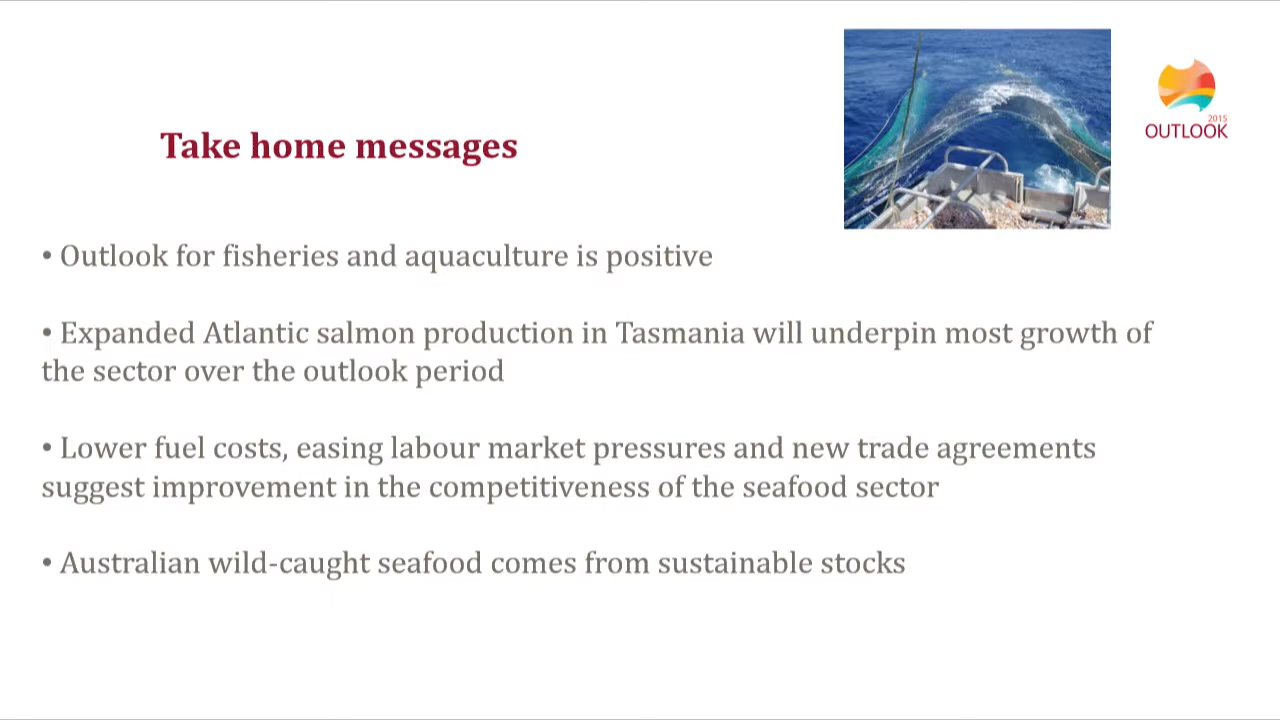 2015
OUTLOOK
Take home messages
• Outlook for fisheries and aquaculture is positive
• Expanded Atlantic salmon production in Tasmania will underpin most growth of
the sector over the outlook period
• Lower fuel costs, easing labour market pressures and new trade agreements
suggest improvement in the competitiveness of the seafood sector
• Australian wild-caught seafood comes from sustainable stocks